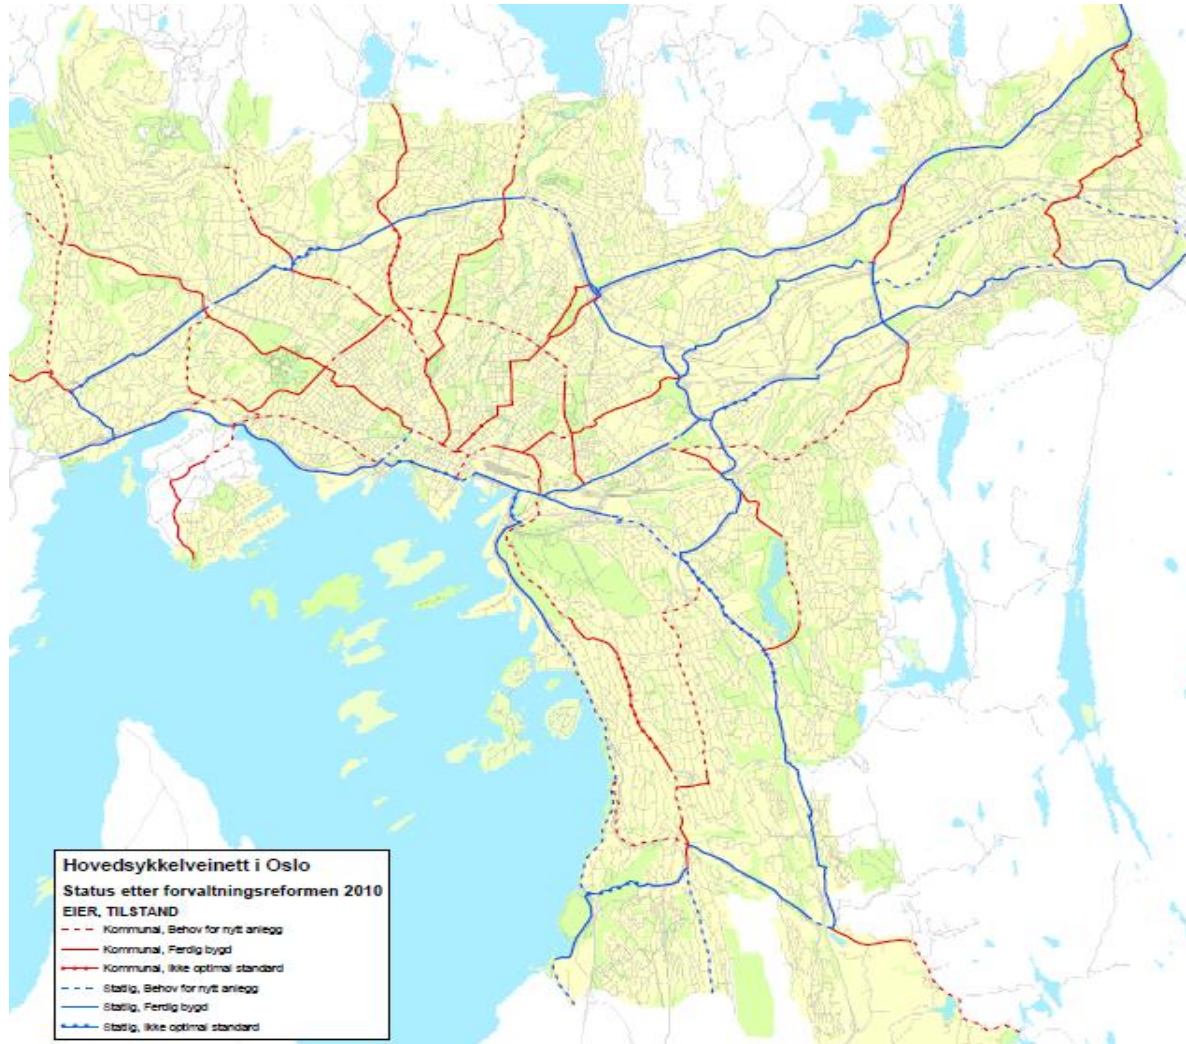 Hovedsykkelveinett i Oslo
Status etter forvaltningsreformen 2010
EIER, TILSTAND
Kommunal, Behov for nytt anlegg
Kommunal, Ferdig bygd
Kommunal, Ikke optimal standard
Statlig, Behov for nytt anlegg
Statlig, Ferdig bygd
Statlig, Ikke optimal standard